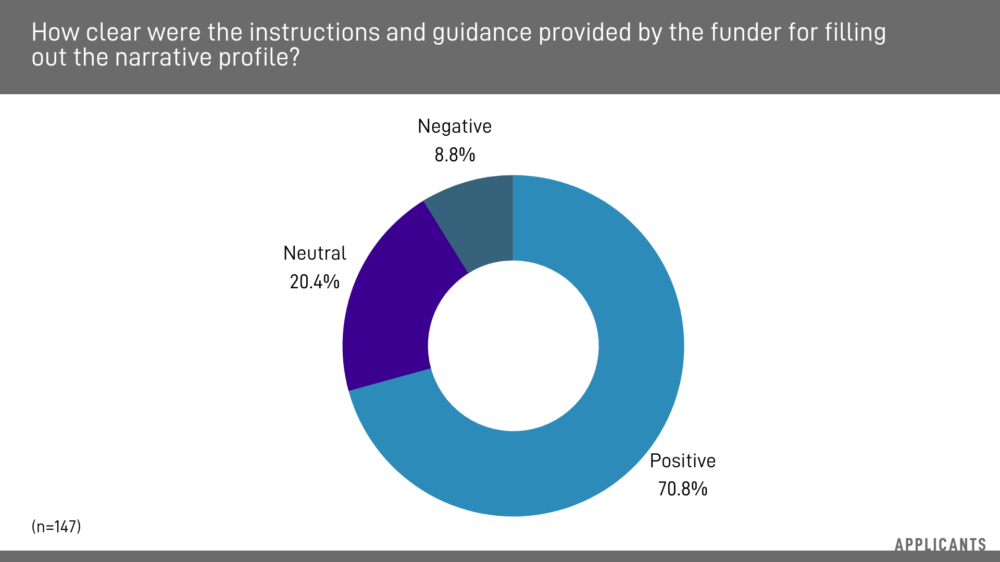 How clear were the instructions and guidance provided by the funder for filling
out the narrative profile?
Negative
8.8%
Neutral
20.4%
Positive
70.8%
(n=147)
APPLICANTS